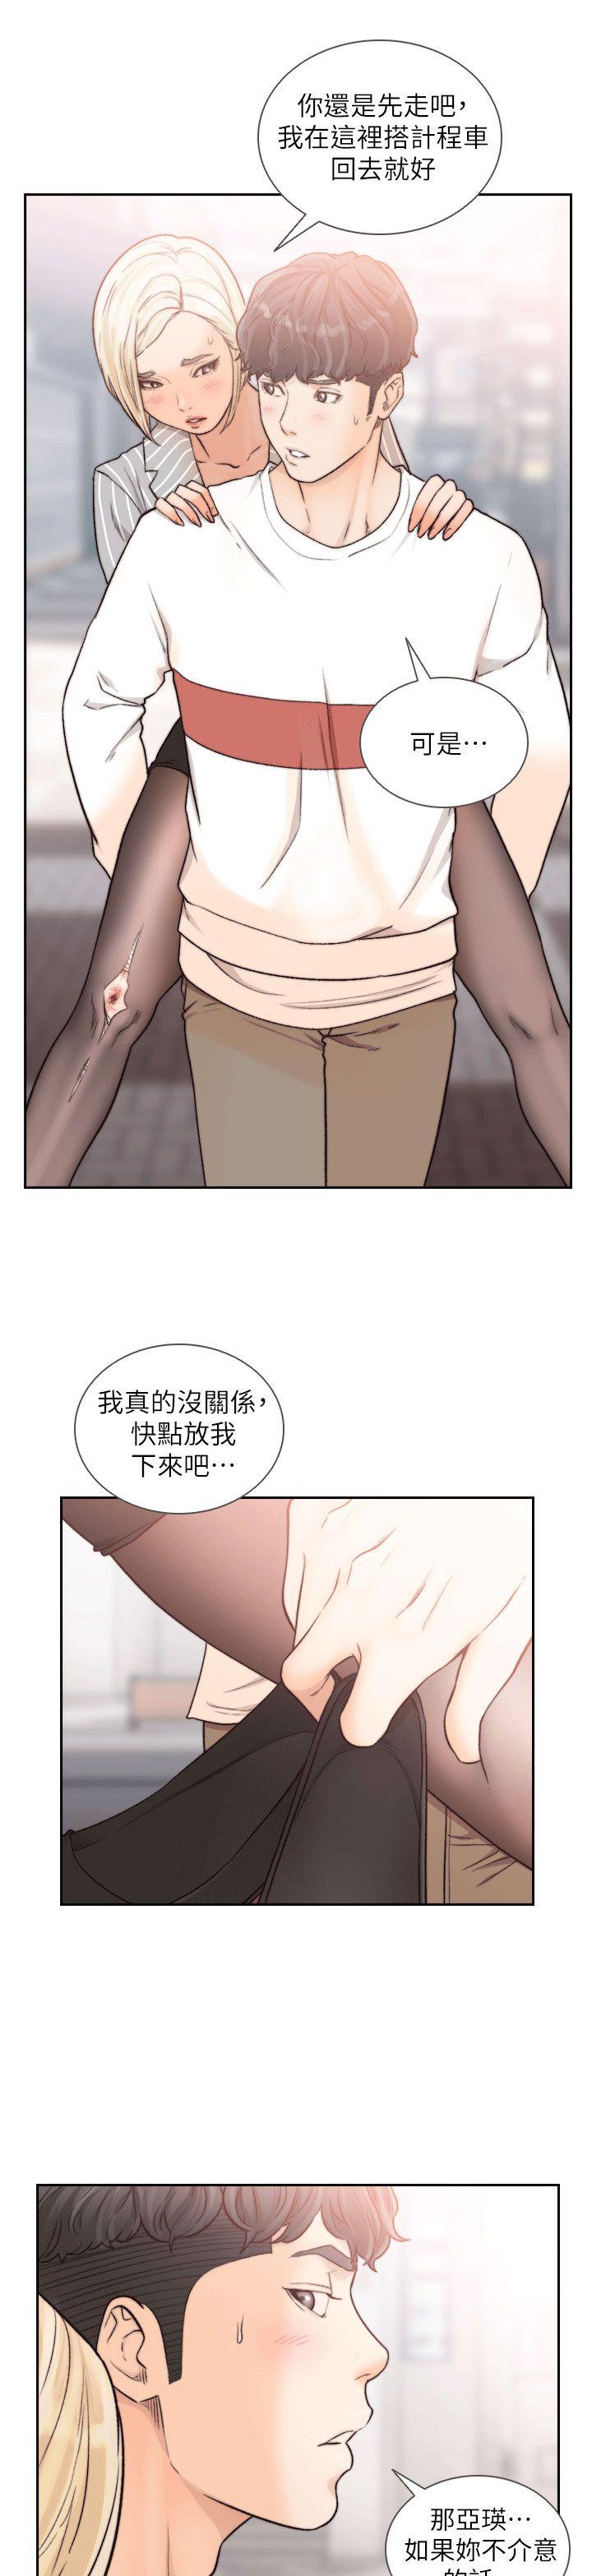 你還是先走吧，
我在這裡搭計程車
回去就好
可是…
我真的沒關係，
快點放我
下來吧…
那亞瑛…
如果妳不介意
的話